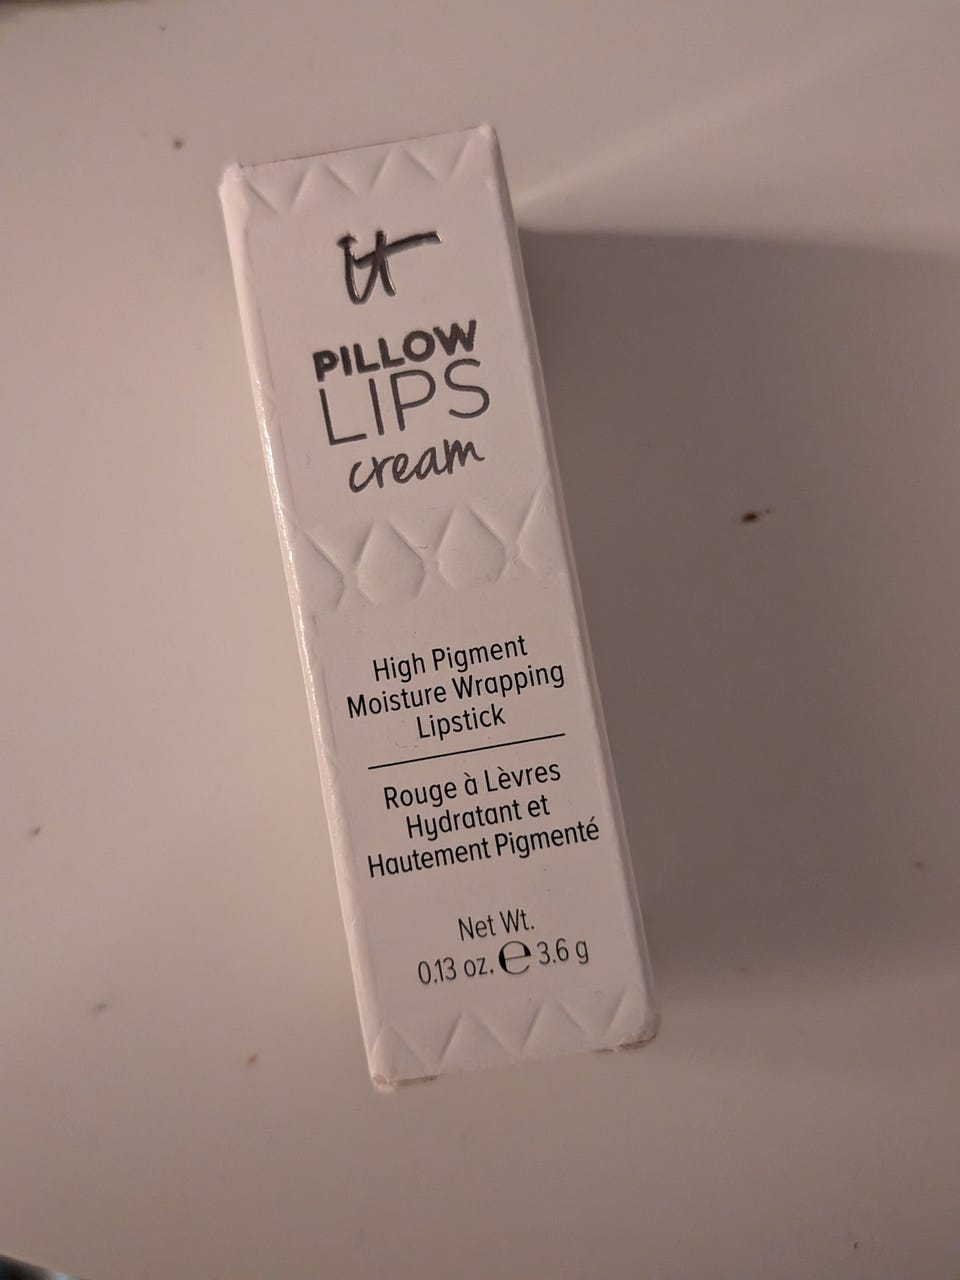 it
PILLOW
LIPS
cream
High Pigment
Moisture Wrapping
Lipstick
Rouge à Lèvres
Hydratant et
Hautement Pigmenté
Net Wt.
0.13 oz. ℮ 3.6 g